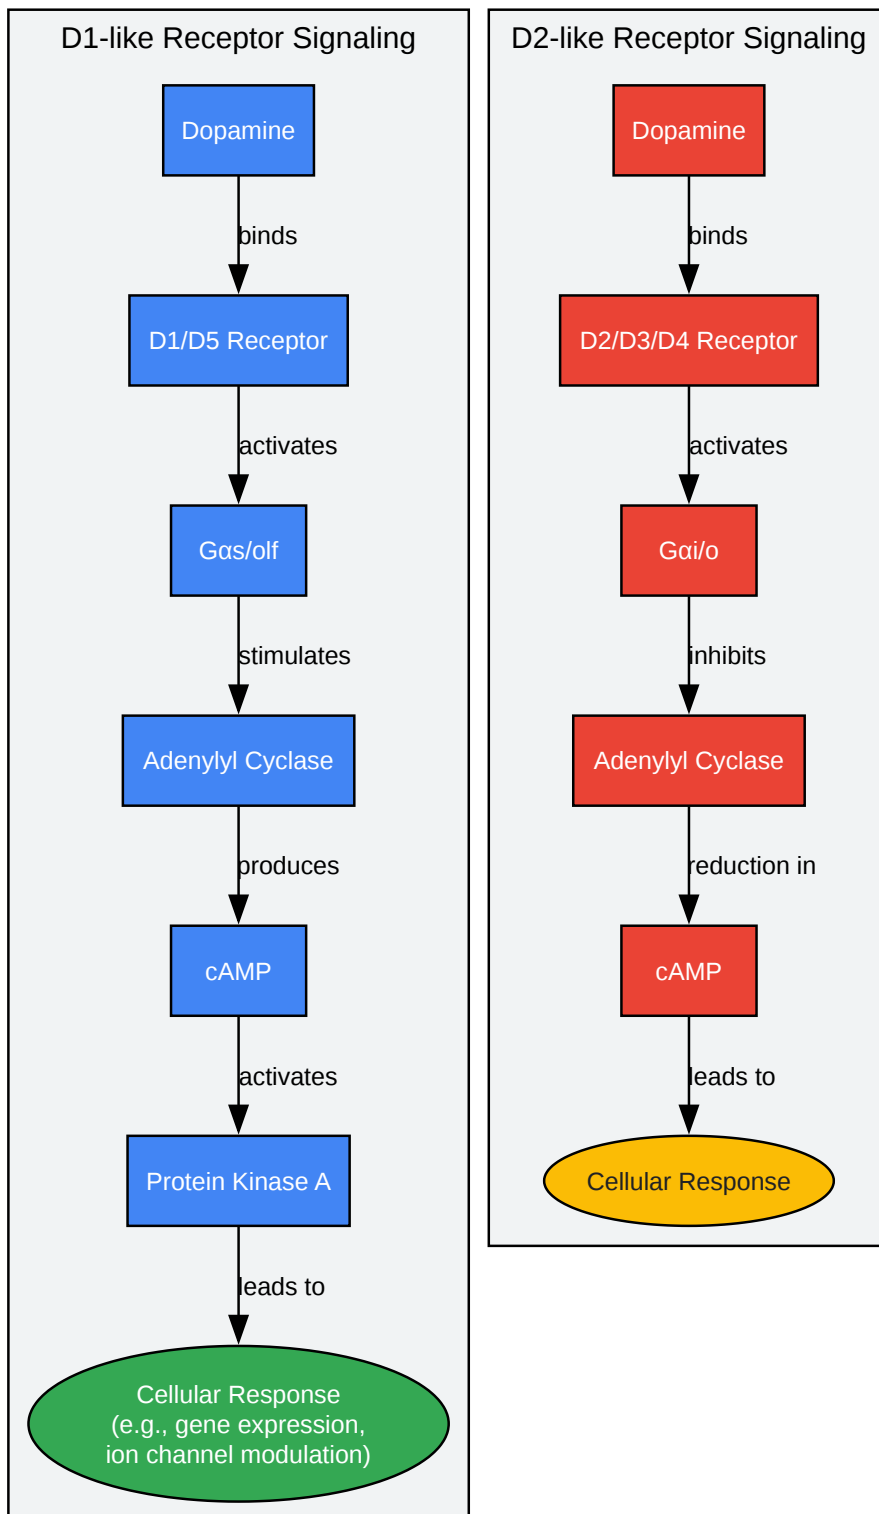 D1-like Receptor Signaling
Dopamine
binds
D1/D5 Receptor
activates
Gαs/olf
stimulates
Adenylyl Cyclase
produces
cAMP
activates
Protein Kinase A
leads to
Cellular Response
(e.g., gene expression,
ion channel modulation)
D2-like Receptor Signaling
Dopamine
binds
D2/D3/D4 Receptor
activates
Gαi/o
inhibits
Adenylyl Cyclase
reduction in
cAMP
leads to
Cellular Response